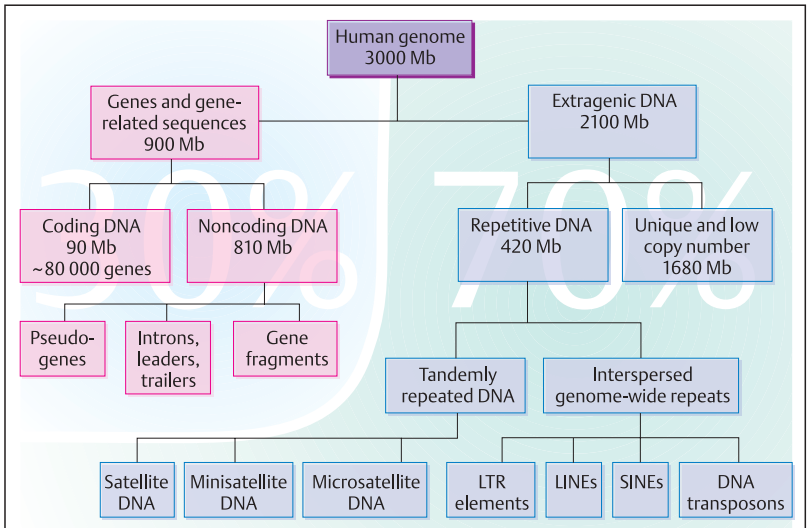 Human genome
3000 Mb
Genes and gene-
related sequences
900 Mb
Extragenic DNA
2100 Mb
30%
70%
Coding DNA
90 Mb
~80 000 genes
Noncoding DNA
810 Mb
Repetitive DNA
420 Mb
Unique and low
copy number
1680 Mb
Pseudo-
genes
Introns,
leaders,
trailers
Gene
fragments
Tandemly
repeated DNA
Interspersed
genome-wide repeats
Satellite
DNA
Minisatellite
DNA
Microsatellite
DNA
LTR
elements
LINEs
SINEs
DNA
transposons